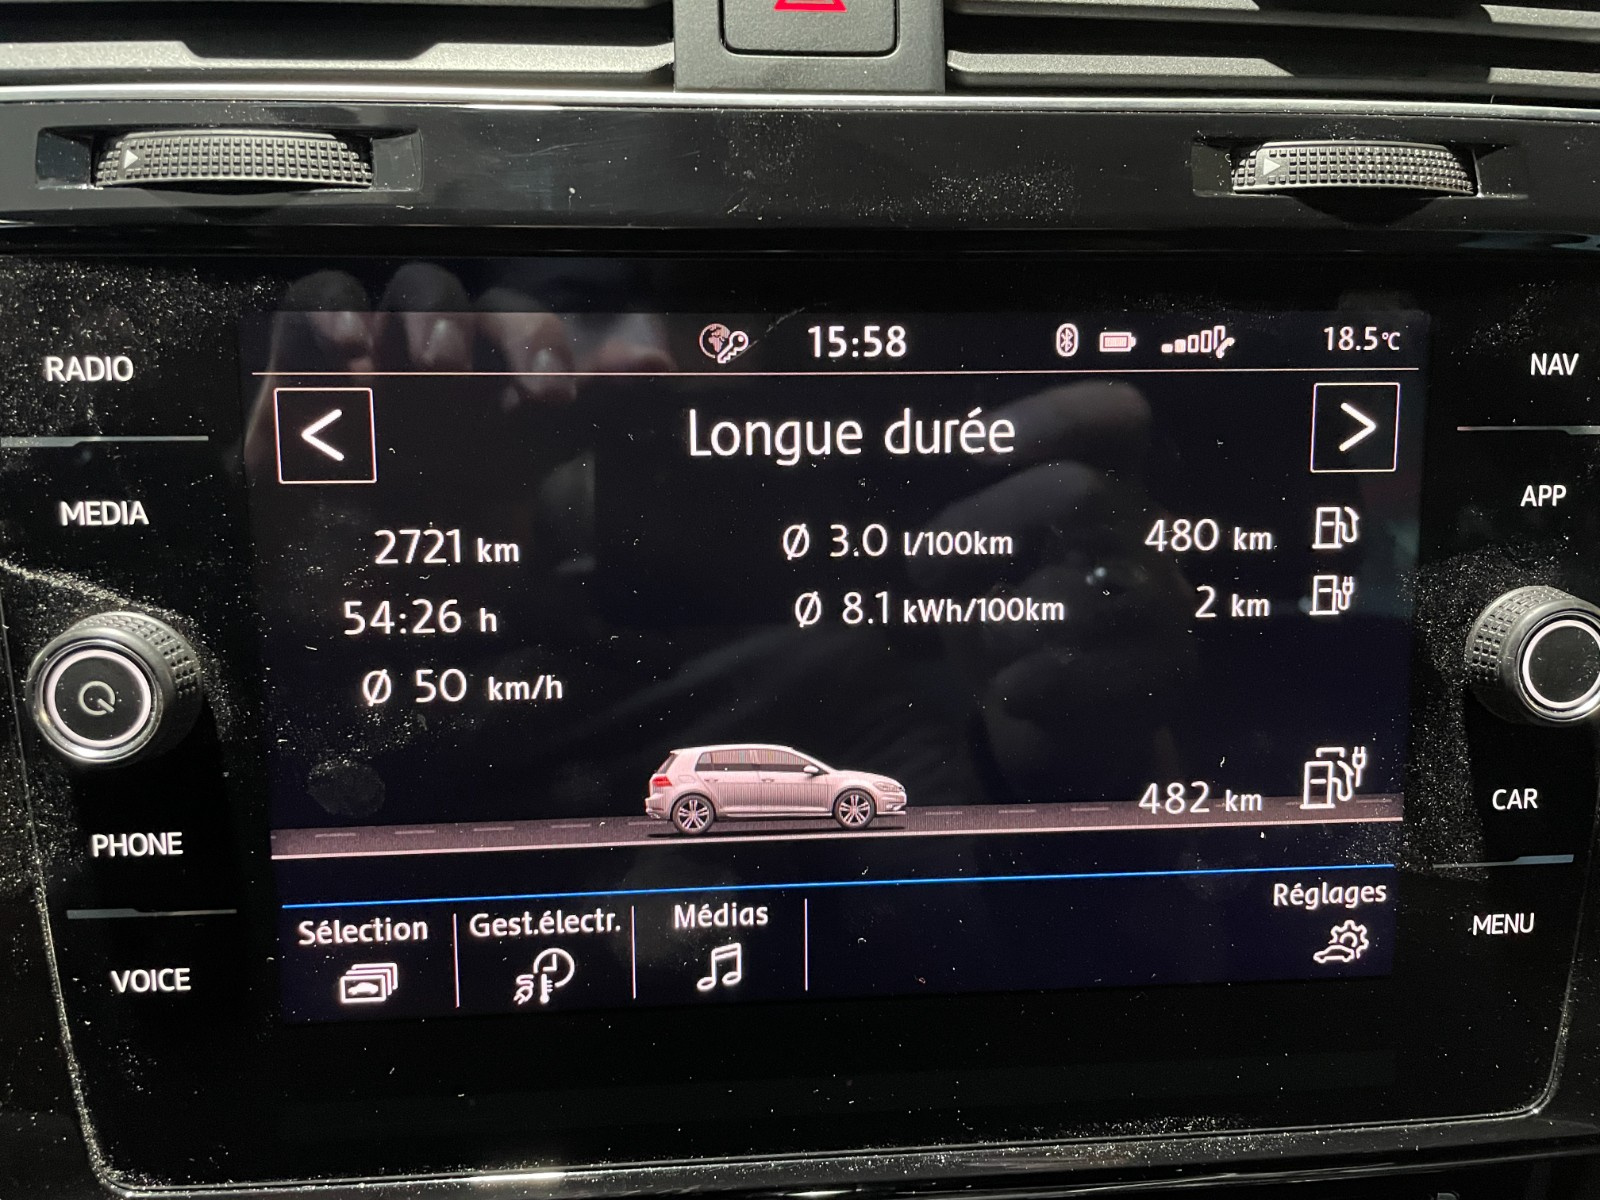 15:58
18.5°C
RADIO
NAV
< Longue durée >
MEDIA
APP
2721 km
Ø 3.0 l/100km
480 km
54:26 h
Ø 8.1 kWh/100km
2 km
Ø 50 km/h
482 km
CAR
PHONE
Réglages
Sélection
Gest.électr.
Médias
MENU
VOICE